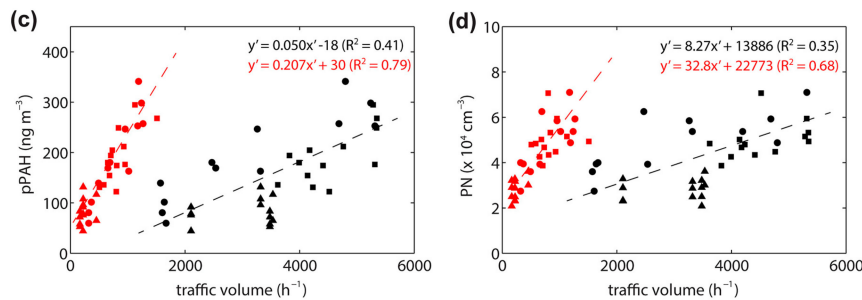 (c)
y′ = 0.050x′ -18 (R² = 0.41)
y′ = 0.207x′ + 30 (R² = 0.79)
pPAH (ng m⁻³)
400
300
200
100
0
0 2000 4000 6000
traffic volume (h⁻¹)
(d)
y′ = 8.27x′ + 13886 (R² = 0.35)
y′ = 32.8x′ + 22773 (R² = 0.68)
PN (x 10⁴ cm⁻³)
8
6
4
2
0
0 2000 4000 6000
traffic volume (h⁻¹)